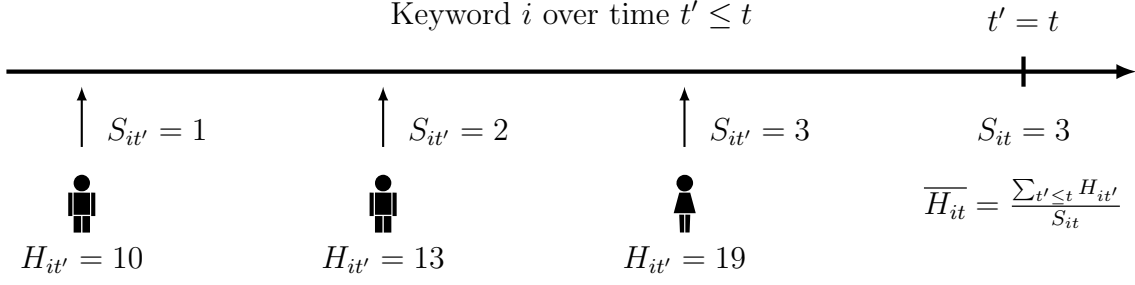 Keyword i over time t′ ≤ t
t′ = t
S_{it′} = 1
S_{it′} = 2
S_{it′} = 3
S_{it} = 3
\overline{H_{it}} = \frac{\sum_{t′≤t} H_{it′}}{S_{it}}
H_{it′} = 10
H_{it′} = 13
H_{it′} = 19